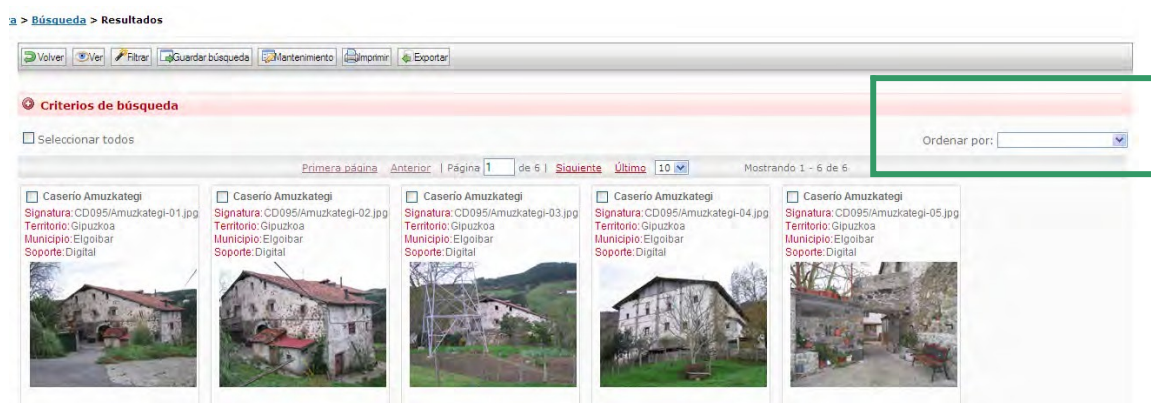 a > Búsqueda > Resultados
Volver Ver Filtrar Guardar búsqueda Mantenimiento Imprimir Exportar
Criterios de búsqueda
Seleccionar todos
Ordenar por:
Primera página Anterior | Página 1 de 6 | Siguiente Último 10 Mostrando 1 - 6 de 6
Caserío Amuzkategi
Signatura:CD095/Amuzkategi-01.jpg
Territorio:Gipuzkoa
Municipio:Elgoibar
Soporte:Digital
Caserío Amuzkategi
Signatura:CD095/Amuzkategi-02.jpg
Territorio:Gipuzkoa
Municipio:Elgoibar
Soporte:Digital
Caserío Amuzkategi
Signatura:CD095/Amuzkategi-03.jpg
Territorio:Gipuzkoa
Municipio:Elgoibar
Soporte:Digital
Caserío Amuzkategi
Signatura:CD095/Amuzkategi-04.jpg
Territorio:Gipuzkoa
Municipio:Elgoibar
Soporte:Digital
Caserío Amuzkategi
Signatura:CD095/Amuzkategi-05.jpg
Territorio:Gipuzkoa
Municipio:Elgoibar
Soporte:Digital